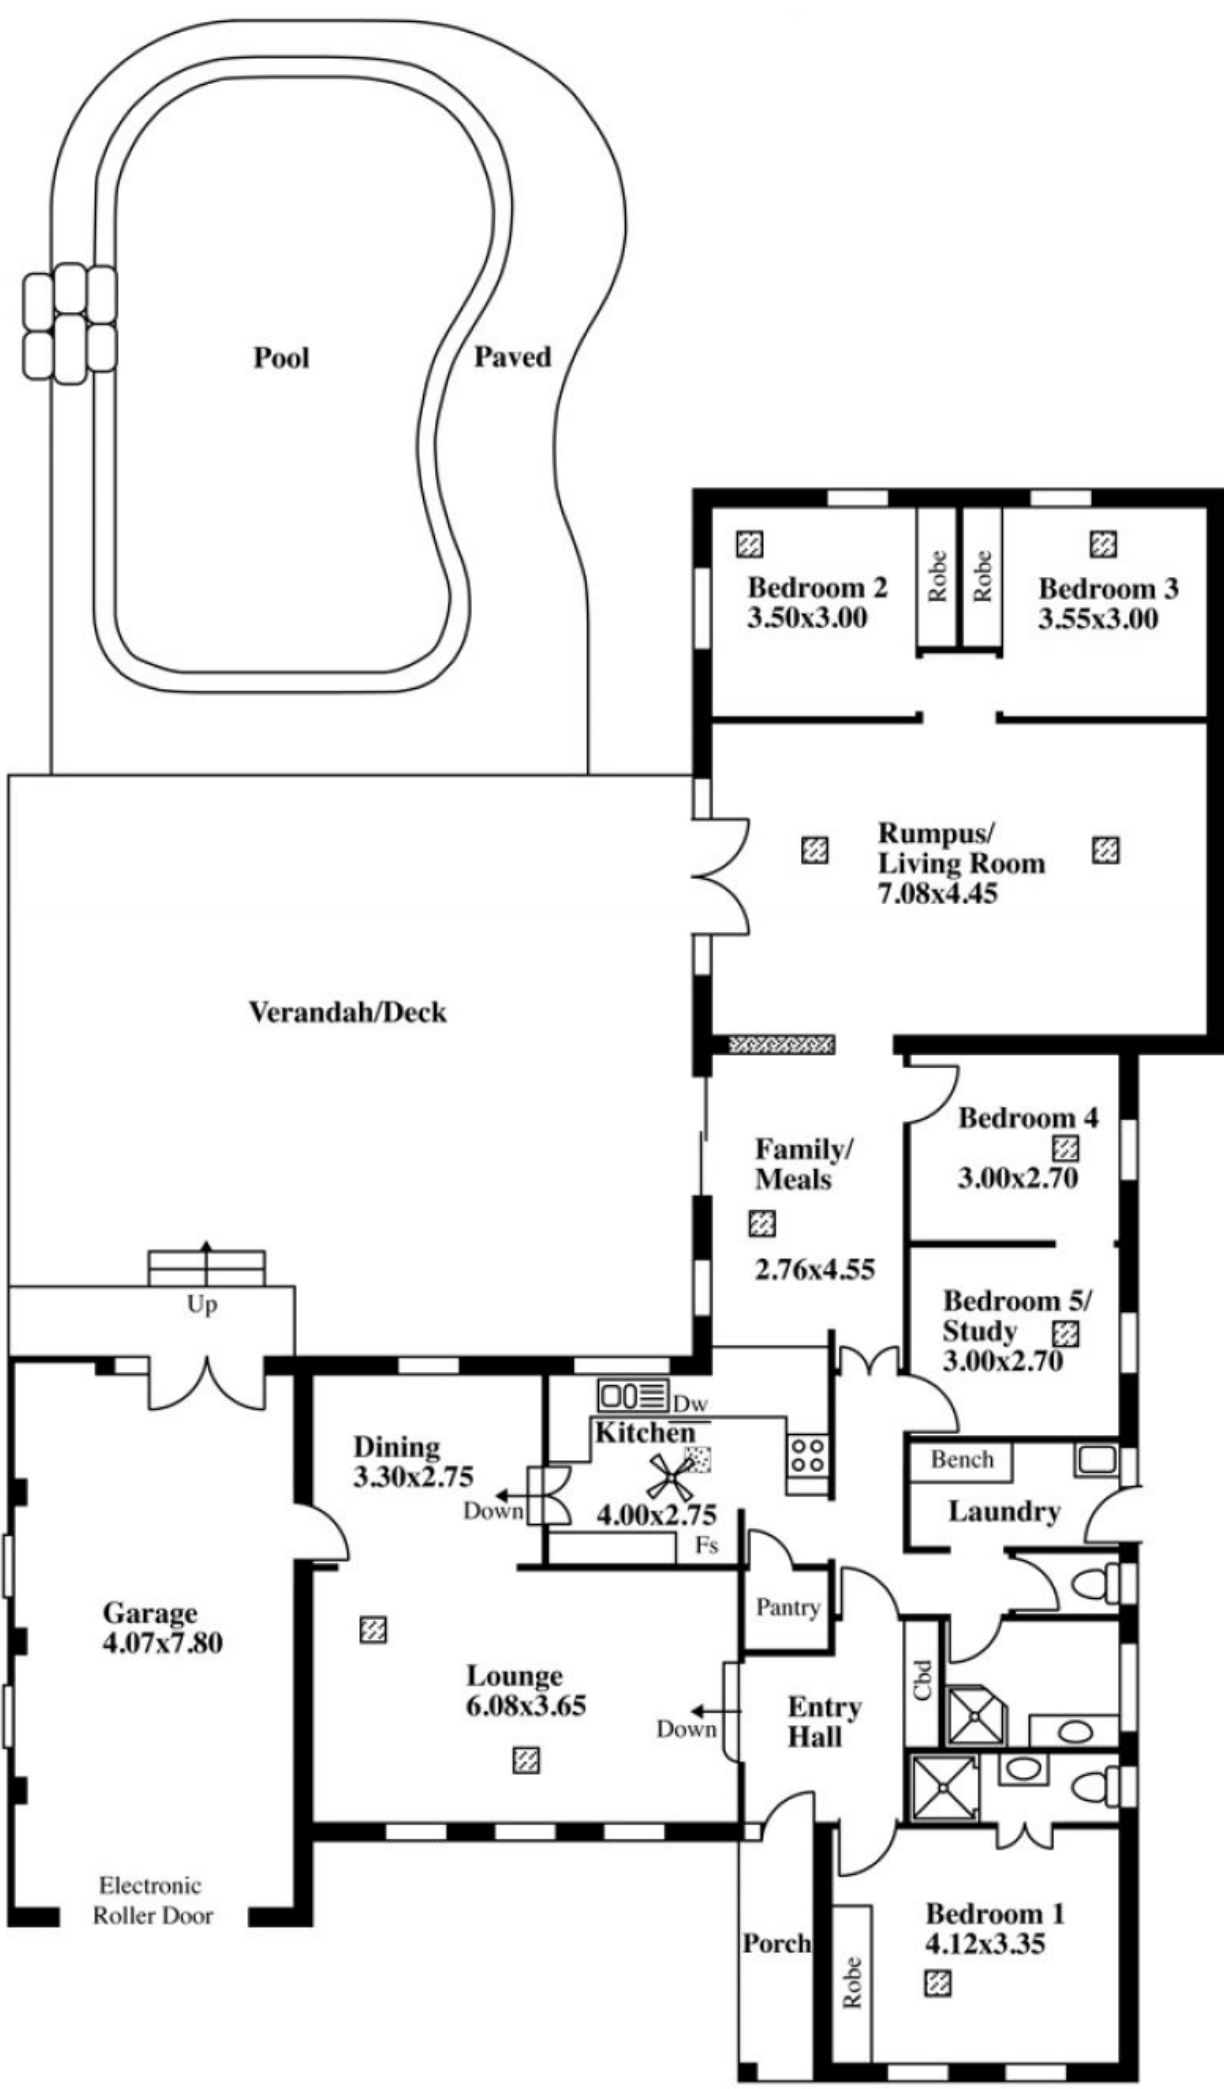 Pool
Paved
Bedroom 2
3.50x3.00
Robe
Robe
Bedroom 3
3.55x3.00
Rumpus/
Living Room
7.08x4.45
Verandah/Deck
Family/
Meals
2.76x4.55
Bedroom 4
3.00x2.70
Up
Bedroom 5/
Study
3.00x2.70
Dw
Kitchen
4.00x2.75
Fs
Dining
3.30x2.75
Down
Bench
Laundry
Garage
4.07x7.80
Pantry
Lounge
6.08x3.65
Down
Entry
Hall
Cbd
Electronic
Roller Door
Porch
Bedroom 1
4.12x3.35
Robe